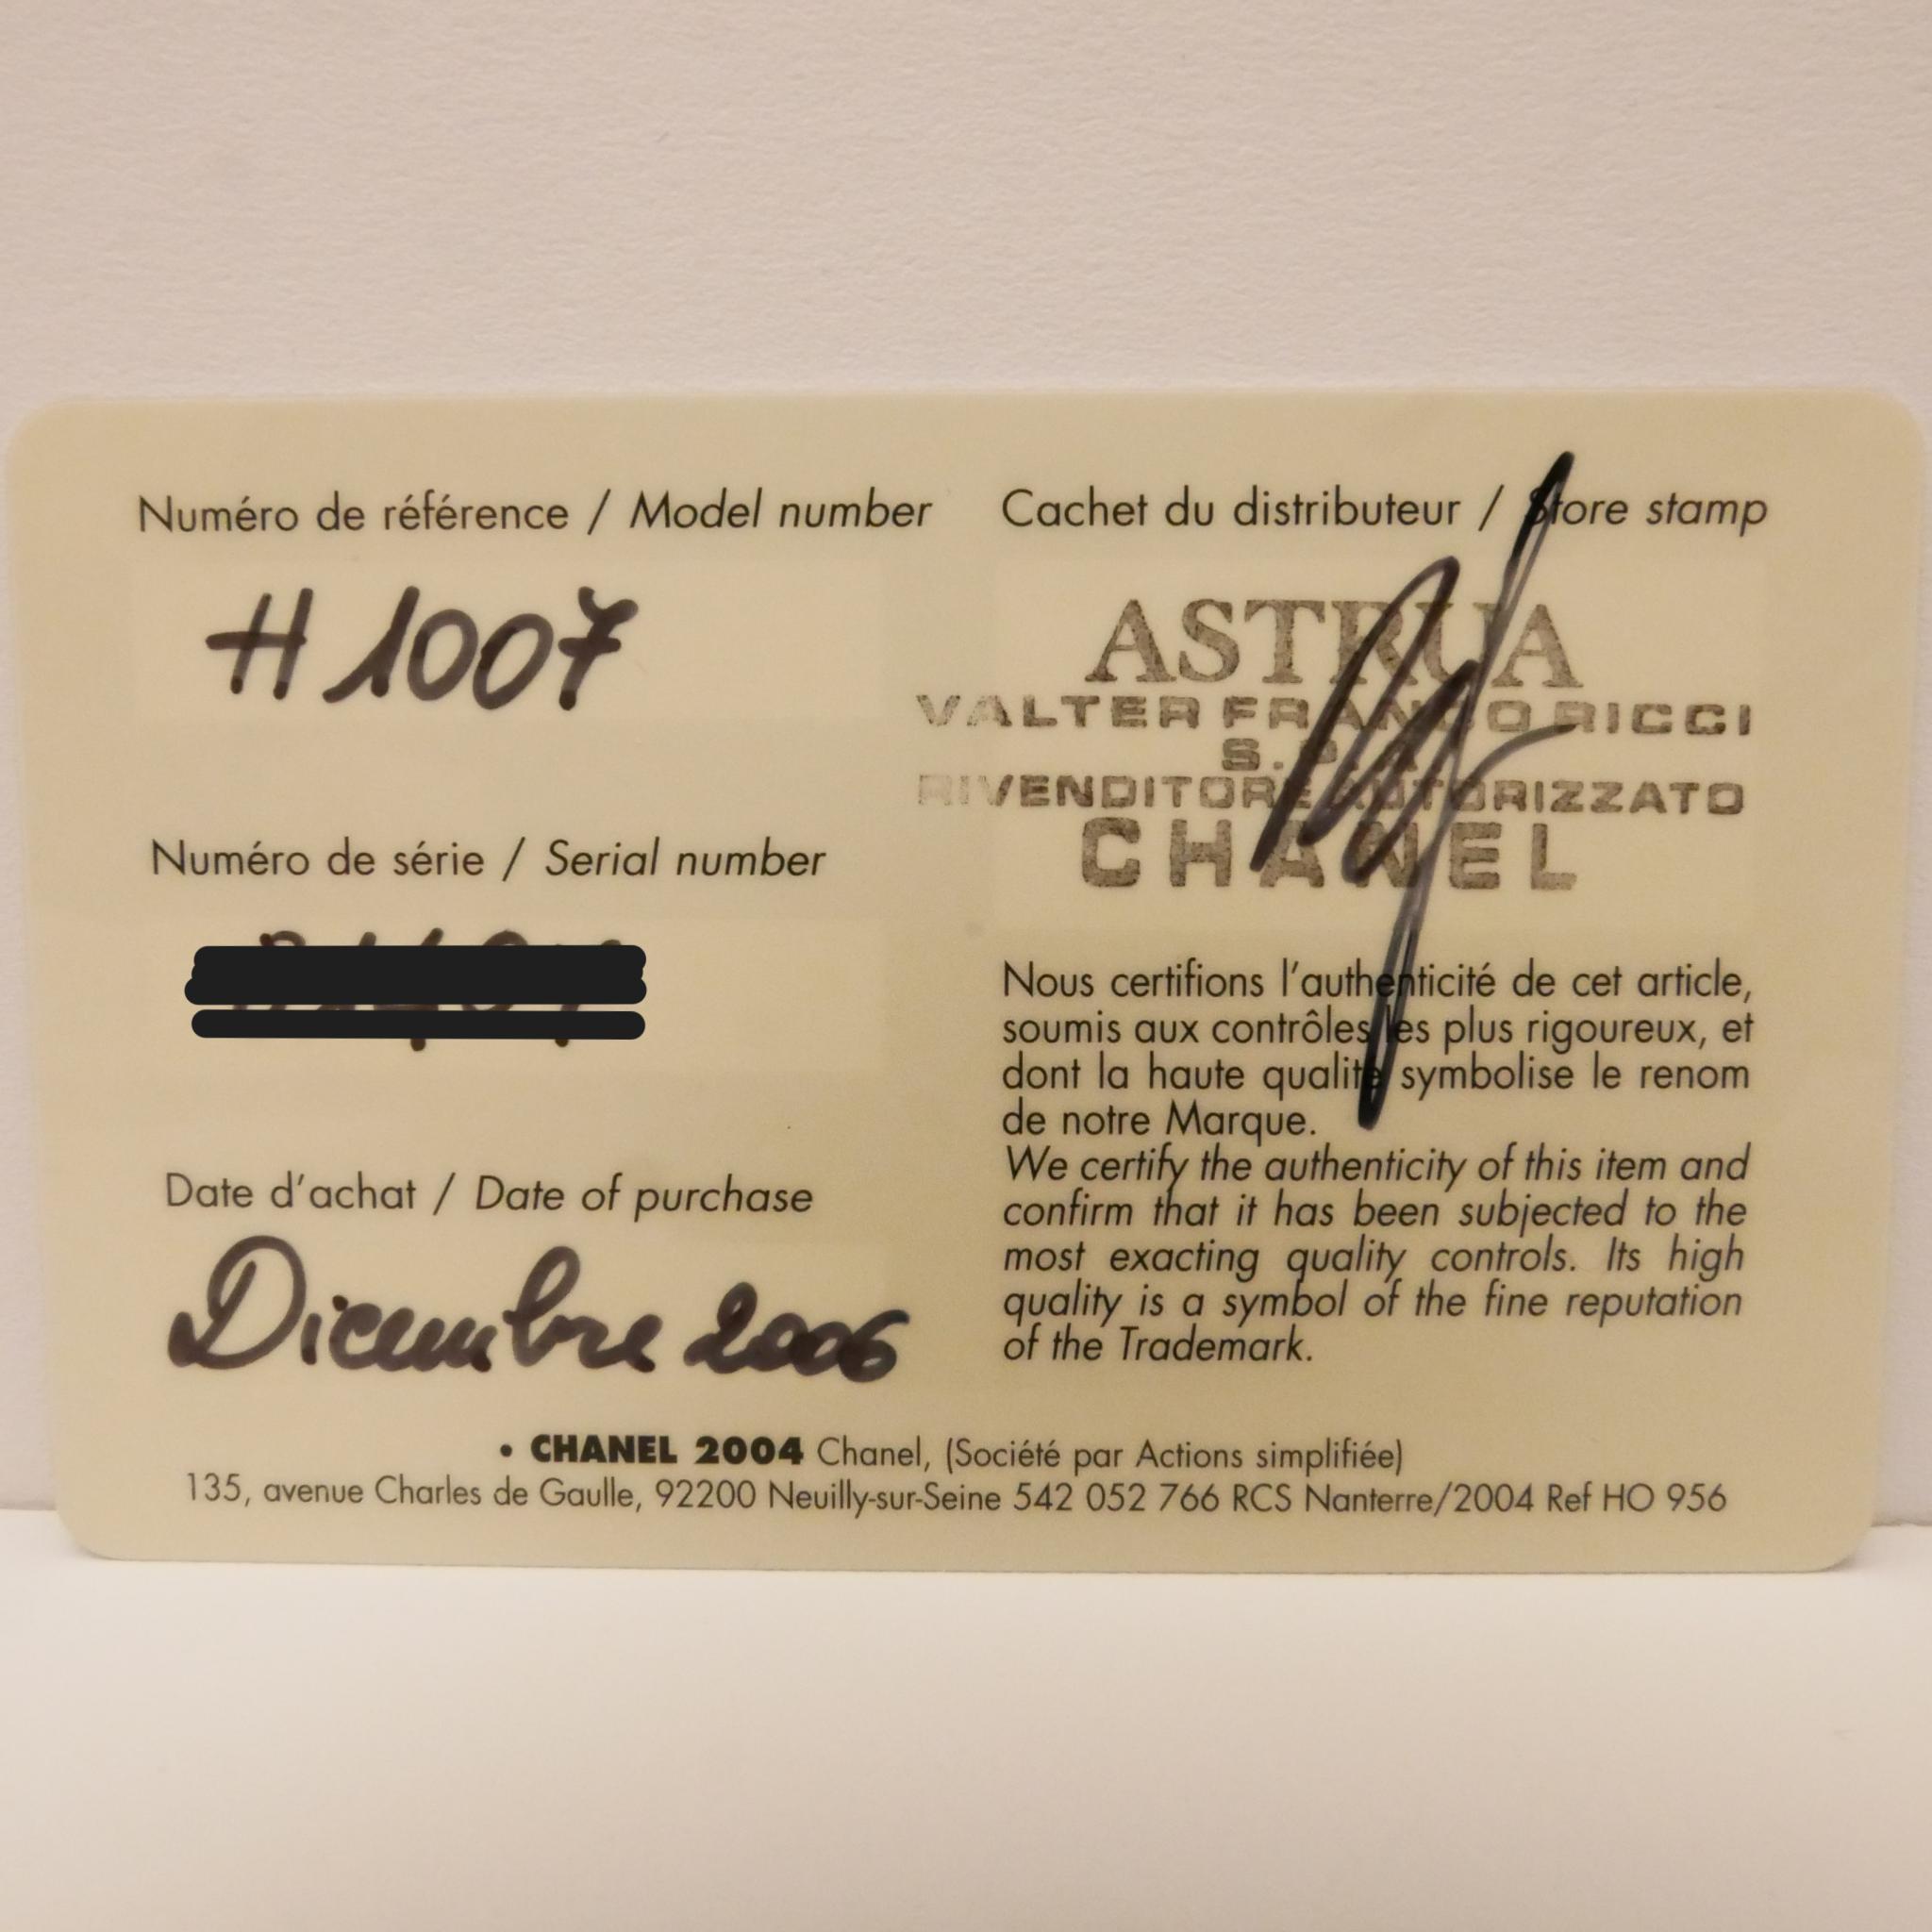 Numéro de référence / Model number
H 1007
Numéro de série / Serial number
Date d'achat / Date of purchase
Dicembre 2006
Cachet du distributeur / Store stamp
ASTRUA
VALTER FRANCO RICCI
S.P.A
RIVENDITORE AUTORIZZATO
CHANEL
Nous certifions l'authenticité de cet article,
soumis aux contrôles les plus rigoureux, et
dont la haute qualité symbolise le renom
de notre Marque.
We certify the authenticity of this item and
confirm that it has been subjected to the
most exacting quality controls. Its high
quality is a symbol of the fine reputation
of the Trademark.
• CHANEL 2004 Chanel, (Société par Actions simplifiée)
135, avenue Charles de Gaulle, 92200 Neuilly-sur-Seine 542 052 766 RCS Nanterre/2004 Ref HO 956